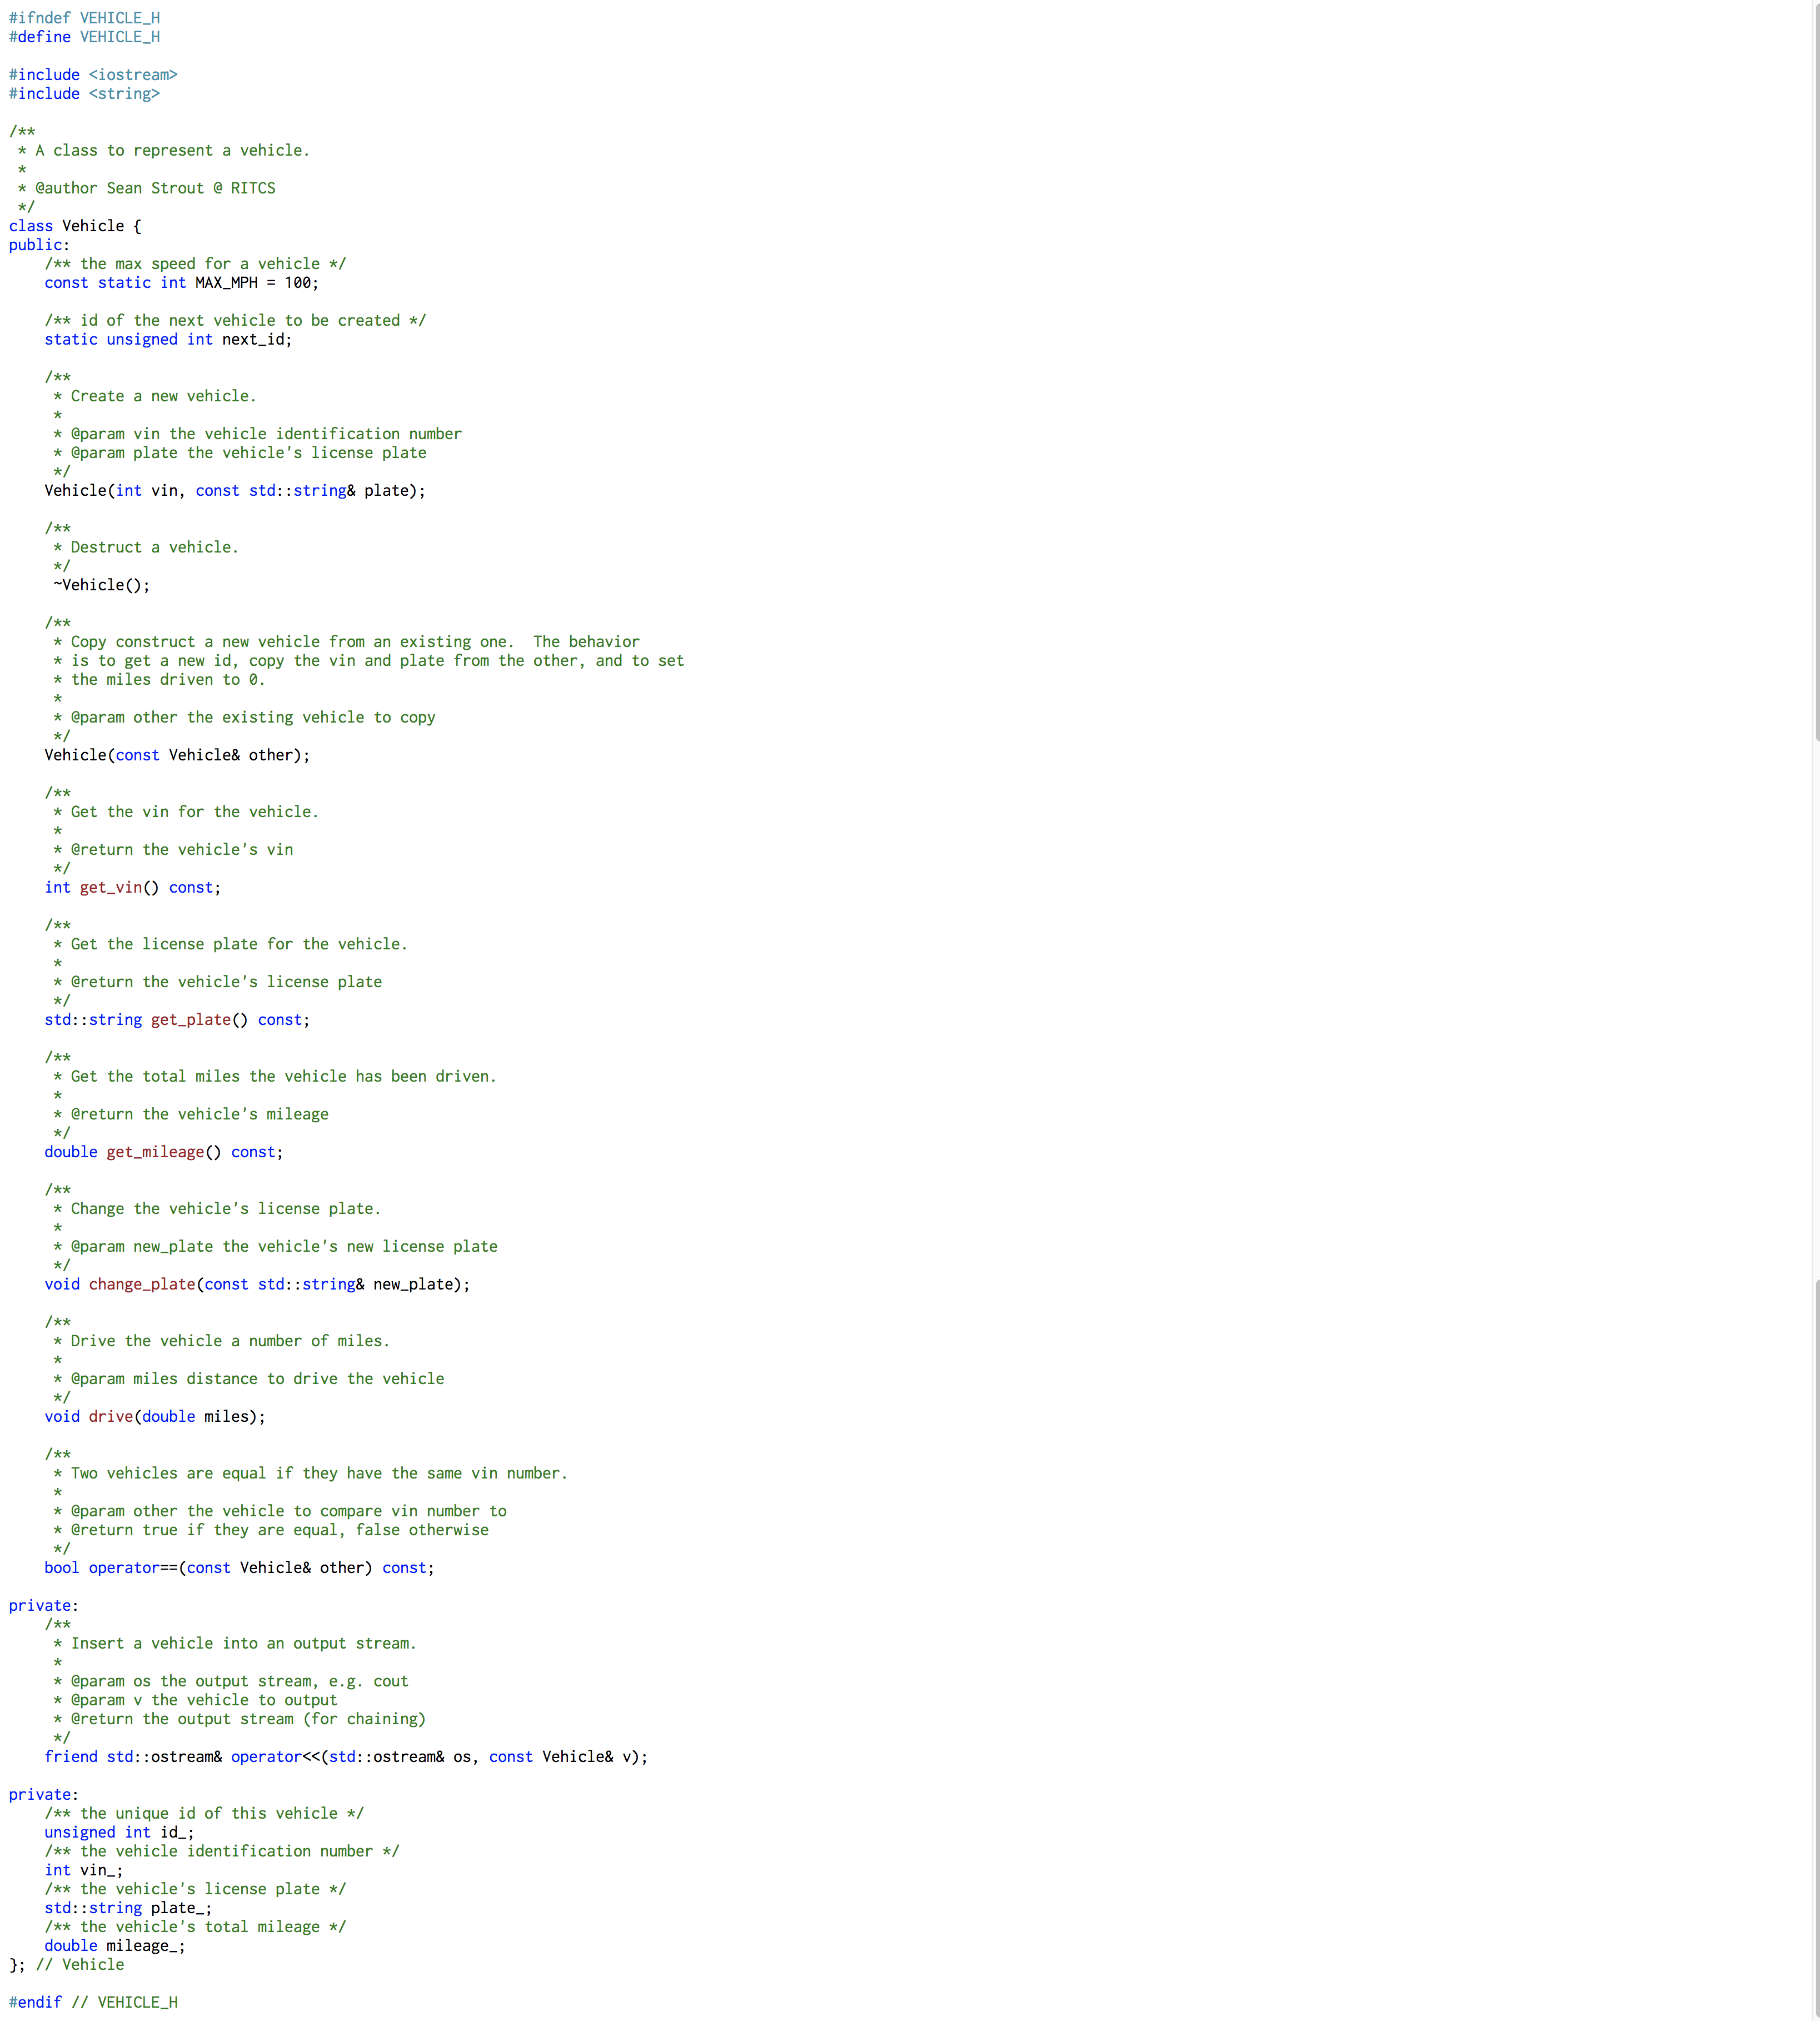 #ifndef VEHICLE_H
#define VEHICLE_H

#include <iostream>
#include <string>

/**
 * A class to represent a vehicle.
 *
 * @author Sean Strout @ RITCS
 */
class Vehicle {
public:
    /** the max speed for a vehicle */
    const static int MAX_MPH = 100;

    /** id of the next vehicle to be created */
    static unsigned int next_id;

    /**
     * Create a new vehicle.
     *
     * @param vin the vehicle identification number
     * @param plate the vehicle's license plate
     */
    Vehicle(int vin, const std::string& plate);

    /**
     * Destruct a vehicle.
     */
     ~Vehicle();

    /**
     * Copy construct a new vehicle from an existing one.  The behavior
     * is to get a new id, copy the vin and plate from the other, and to set
     * the miles driven to 0.
     *
     * @param other the existing vehicle to copy
     */
    Vehicle(const Vehicle& other);

    /**
     * Get the vin for the vehicle.
     *
     * @return the vehicle's vin
     */
    int get_vin() const;

    /**
     * Get the license plate for the vehicle.
     *
     * @return the vehicle's license plate
     */
    std::string get_plate() const;

    /**
     * Get the total miles the vehicle has been driven.
     *
     * @return the vehicle's mileage
     */
    double get_mileage() const;

    /**
     * Change the vehicle's license plate.
     *
     * @param new_plate the vehicle's new license plate
     */
    void change_plate(const std::string& new_plate);

    /**
     * Drive the vehicle a number of miles.
     *
     * @param miles distance to drive the vehicle
     */
    void drive(double miles);

    /**
     * Two vehicles are equal if they have the same vin number.
     *
     * @param other the vehicle to compare vin number to
     * @return true if they are equal, false otherwise
     */
    bool operator==(const Vehicle& other) const;

private:
    /**
     * Insert a vehicle into an output stream.
     *
     * @param os the output stream, e.g. cout
     * @param v the vehicle to output
     * @return the output stream (for chaining)
     */
    friend std::ostream& operator<<(std::ostream& os, const Vehicle& v);

private:
    /** the unique id of this vehicle */
    unsigned int id_;
    /** the vehicle identification number */
    int vin_;
    /** the vehicle's license plate */
    std::string plate_;
    /** the vehicle's total mileage */
    double mileage_;
}; // Vehicle

#endif // VEHICLE_H